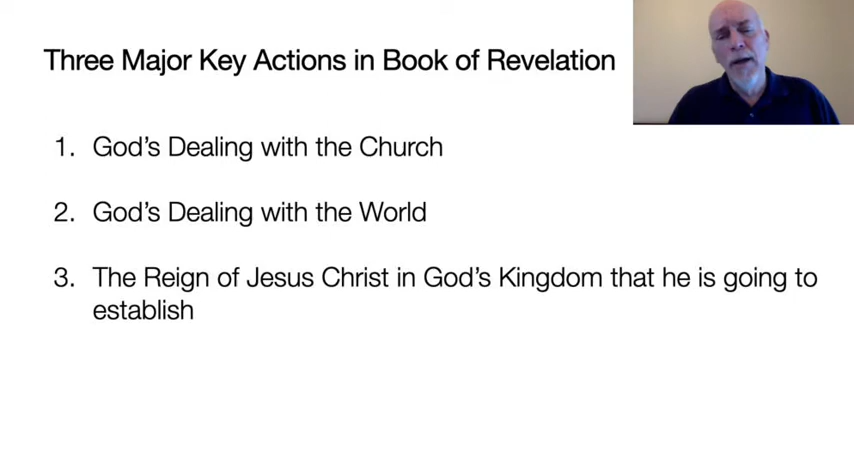 Three Major Key Actions in Book of Revelation
1. God's Dealing with the Church
2. God's Dealing with the World
3. The Reign of Jesus Christ in God's Kingdom that he is going to
establish